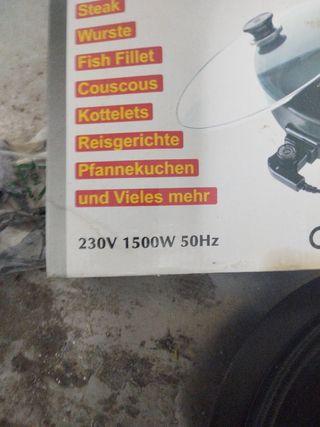 Steak
Wurste
Fish Fillet
Couscous
Kottelets
Reisgerichte
Pfannekuchen
und Vieles mehr
230V 1500W 50Hz